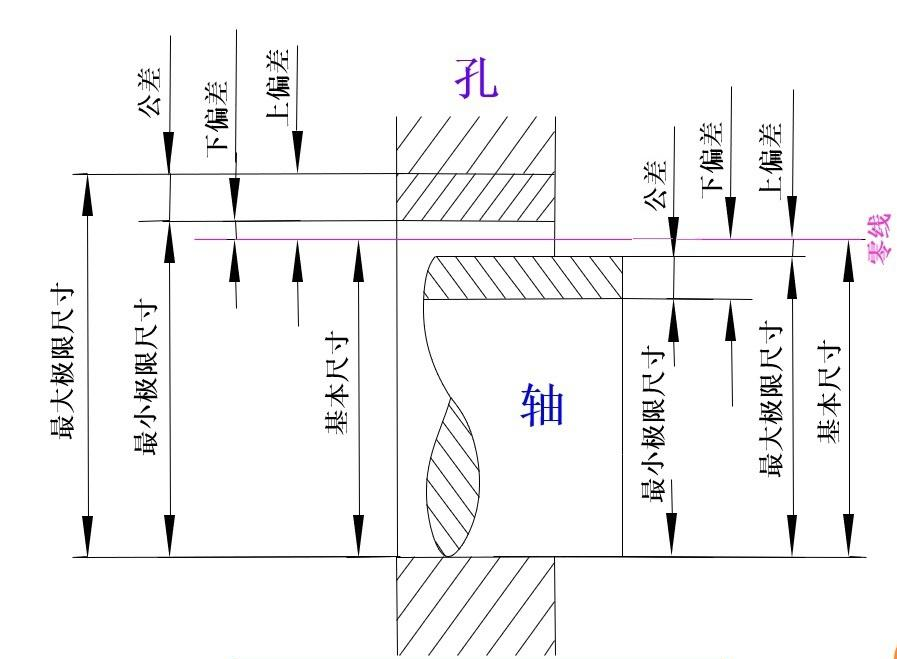 孔
公差
下偏差
上偏差
公差
下偏差
上偏差
零线
最大极限尺寸
最小极限尺寸
基本尺寸
轴
最小极限尺寸
最大极限尺寸
基本尺寸